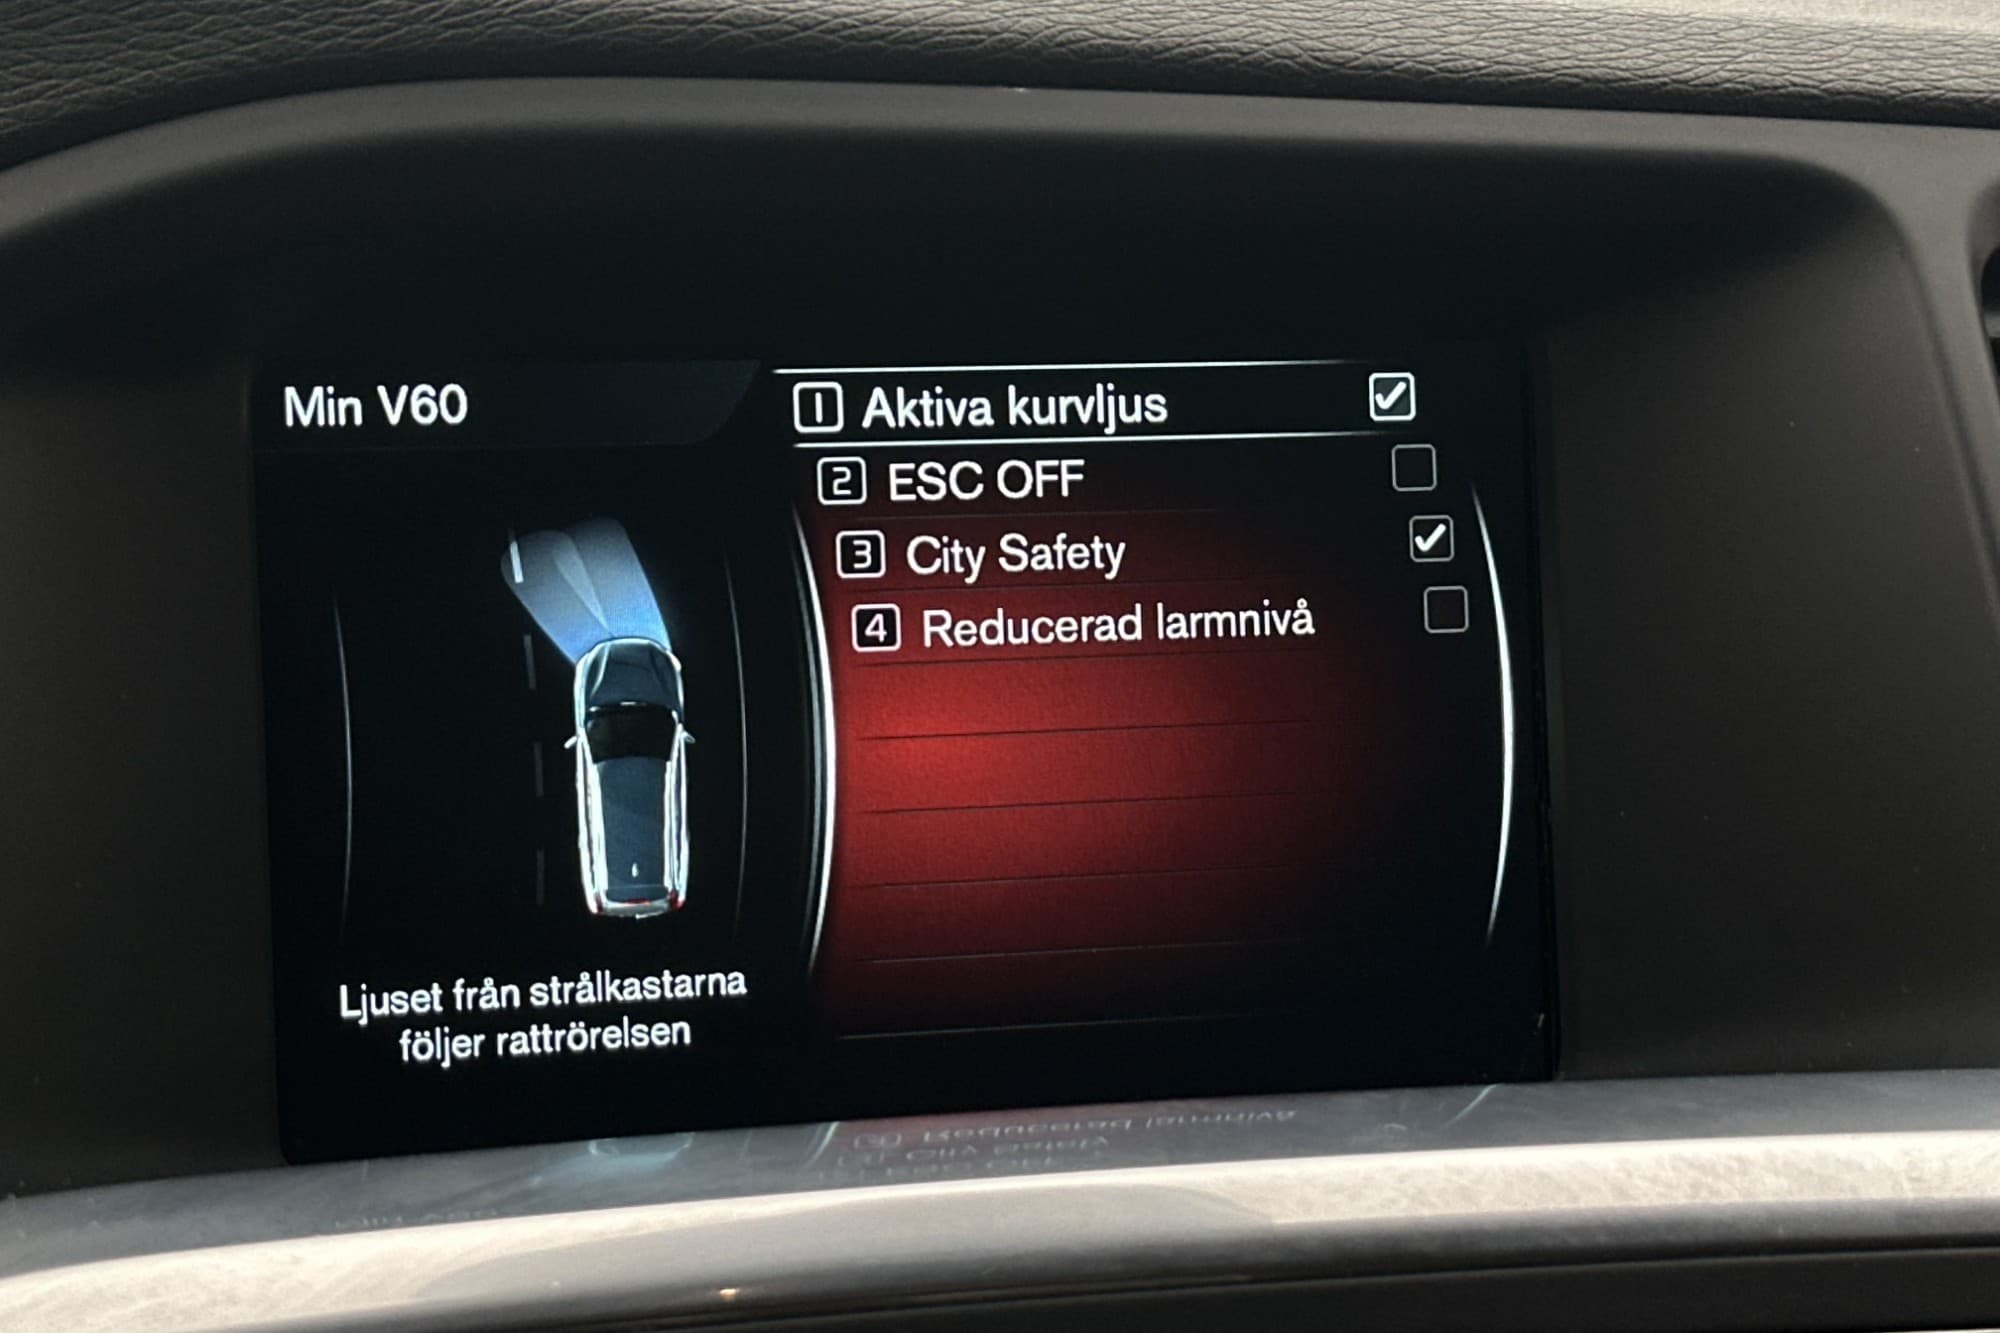 Min V60
1 Aktiva kurvljus
2 ESC OFF
3 City Safety
4 Reducerad larmnivå
Ljuset från strålkastarna
följer rattrörelsen